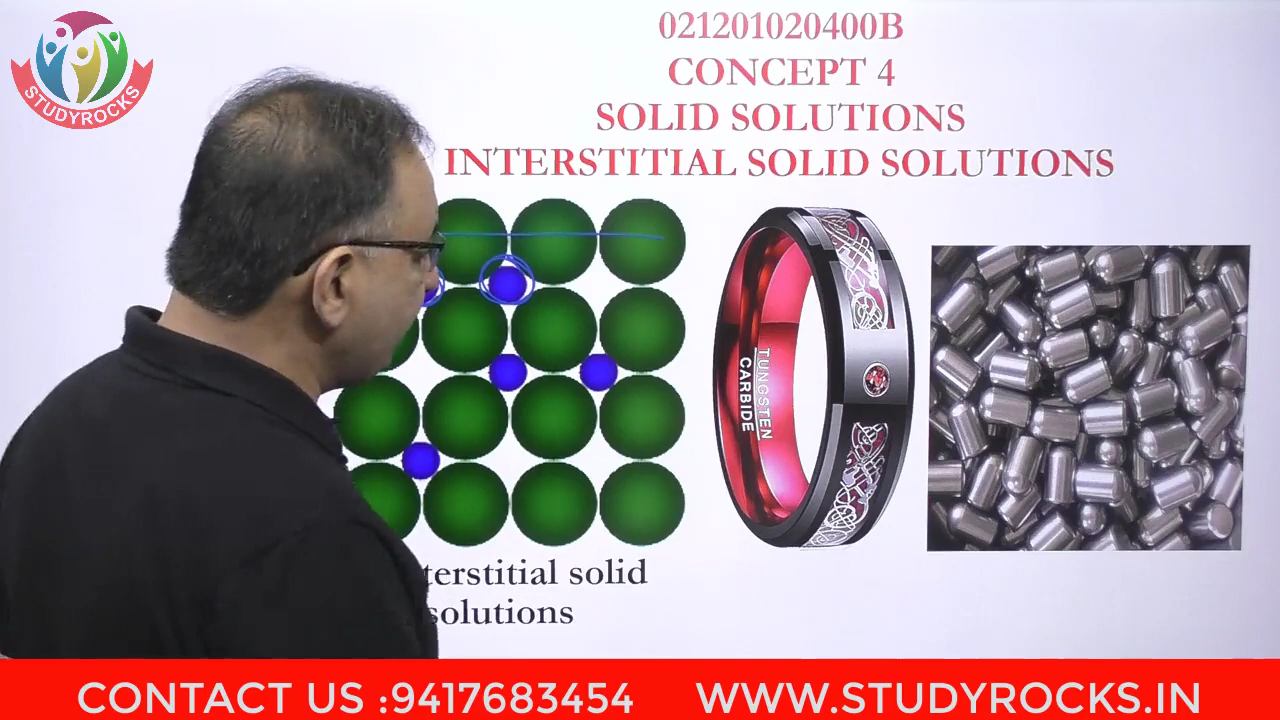 STUDYROCKS
021201020400B
CONCEPT 4
SOLID SOLUTIONS
INTERSTITIAL SOLID SOLUTIONS
TUNGSTEN
CARBIDE
terstitial solid
solutions
CONTACT US :9417683454 WWW.STUDYROCKS.IN